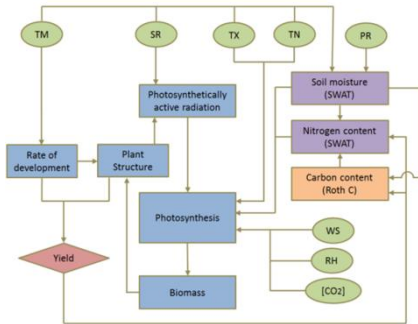 TM
SR
TX
TN
PR
Photosynthetically
active radiation
Soil moisture
(SWAT)
Nitrogen content
(SWAT)
Rate of
development
Plant
Structure
Carbon content
(Roth C)
Photosynthesis
WS
Yield
RH
Biomass
[CO2]